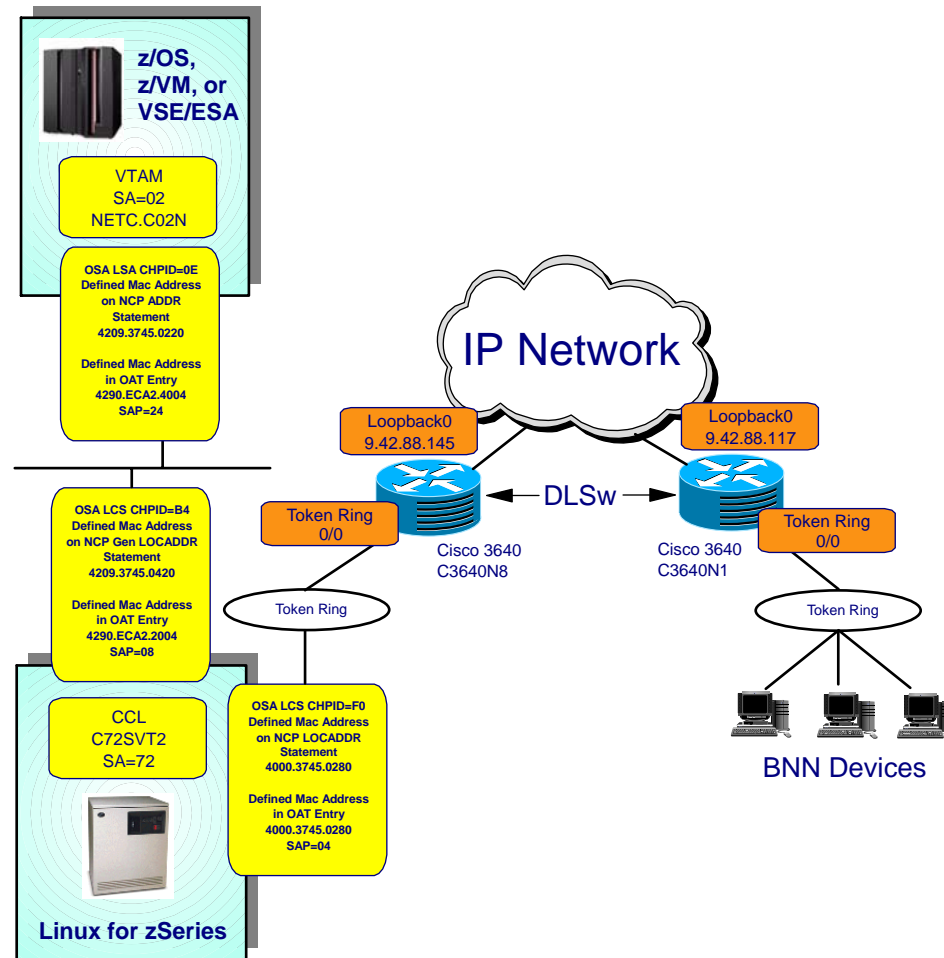 z/OS,
z/VM, or
VSE/ESA
VTAM
SA=02
NETC.C02N
OSA LSA CHPID=0E
Defined Mac Address
on NCP ADDR
Statement
4209.3745.0220
Defined Mac Address
in OAT Entry
4290.ECA2.4004
SAP=24
OSA LCS CHPID=B4
Defined Mac Address
on NCP Gen LOCADDR
Statement
4209.3745.0420
Defined Mac Address
in OAT Entry
4290.ECA2.2004
SAP=08
CCL
C72SVT2
SA=72
Linux for zSeries
OSA LCS CHPID=F0
Defined Mac Address
on NCP LOCADDR
Statement
4000.3745.0280
Defined Mac Address
in OAT Entry
4000.3745.0280
SAP=04
IP Network
Loopback0
9.42.88.145
Loopback0
9.42.88.117
DLSw
Token Ring
0/0
Cisco 3640
C3640N8
Cisco 3640
C3640N1
Token Ring
0/0
Token Ring
Token Ring
BNN Devices